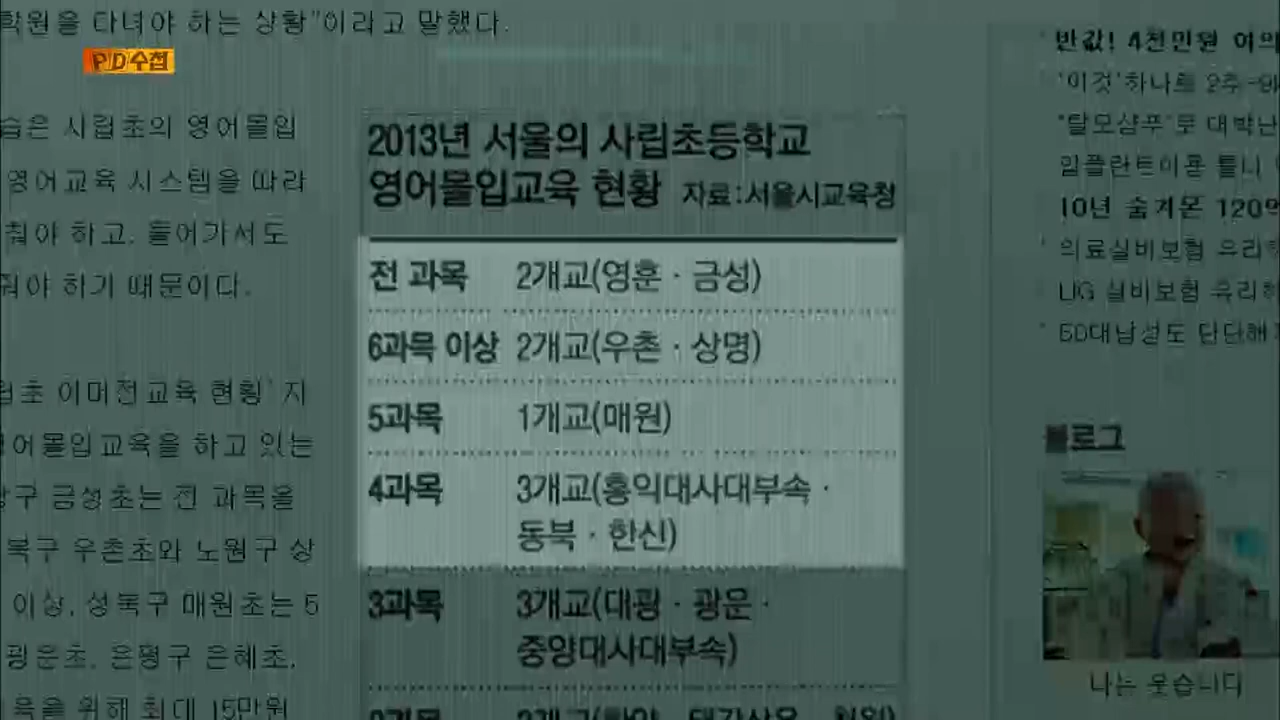 학원을 다녀야 하는 상황"이라고 말했다.
PD수첩
습은 사립초의 영어몰입
영어교육 시스템을 따라
춰야 하고, 들어가서도
줘야 하기 때문이다.
립초 이머전교육 현황' 자
영어몰입교육을 하고 있는
금성초는 전 과목을
북구 우촌초와 노원구 상
이상, 성북구 매원초는 5
광운초, 은평구 은혜초,
위해 최대 15만원
2013년 서울의 사립초등학교
영어몰입교육 현황 자료:서울시교육청
전 과목 2개교(영훈 · 금성)
6과목 이상 2개교(우촌 · 상명)
5과목 1개교(매원)
4과목 3개교(홍익대사대부속 ·
동북 · 한신)
3과목 3개교(대광 · 광운 ·
중앙대사대부속)
반값! 4천만원 여의
'이것'하나로 2주
"탈모샴푸"로 대박난
임플란트이용 틀니
10년 숨겨온 120억
의료실비보험 유리
LIG 실비보험 유리하
50대남성도 단단해
블로그
나는 웃습니다